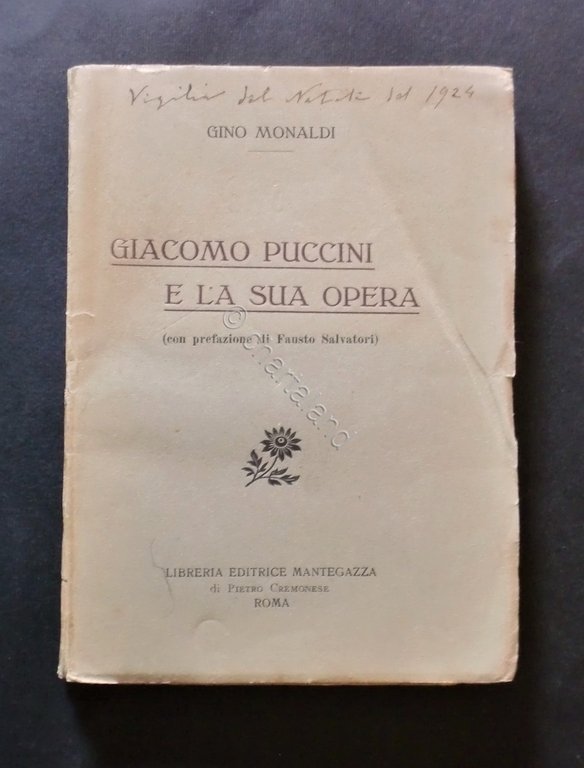 Vigilia del Natale del 1924
GINO MONALDI
GIACOMO PUCCINI
E LA SUA OPERA
(con prefazione di Fausto Salvatori)
© chartaland
LIBRERIA EDITRICE MANTEGAZZA
di PIETRO CREMONESE
ROMA